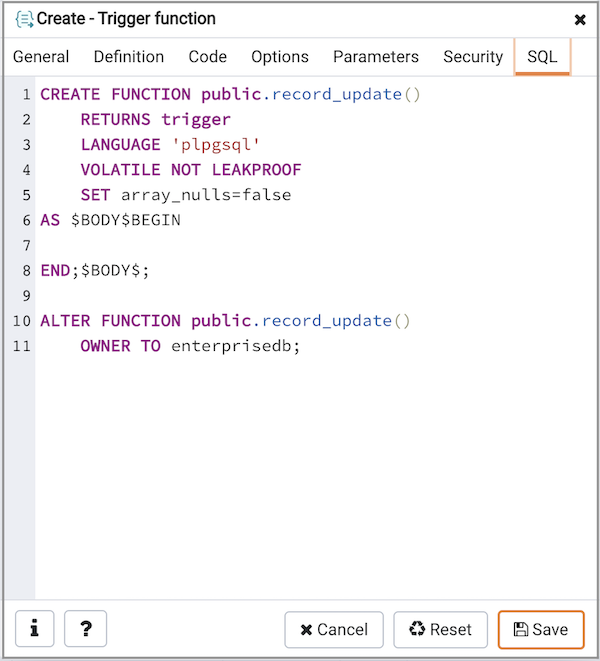 Create - Trigger function
General Definition Code Options Parameters Security SQL
1 CREATE FUNCTION public.record_update()
2     RETURNS trigger
3     LANGUAGE 'plpgsql'
4     VOLATILE NOT LEAKPROOF
5     SET array_nulls=false
6 AS $BODY$BEGIN
7
8 END;$BODY$;
9
10 ALTER FUNCTION public.record_update()
11     OWNER TO enterprisedb;
i ? Cancel Reset Save